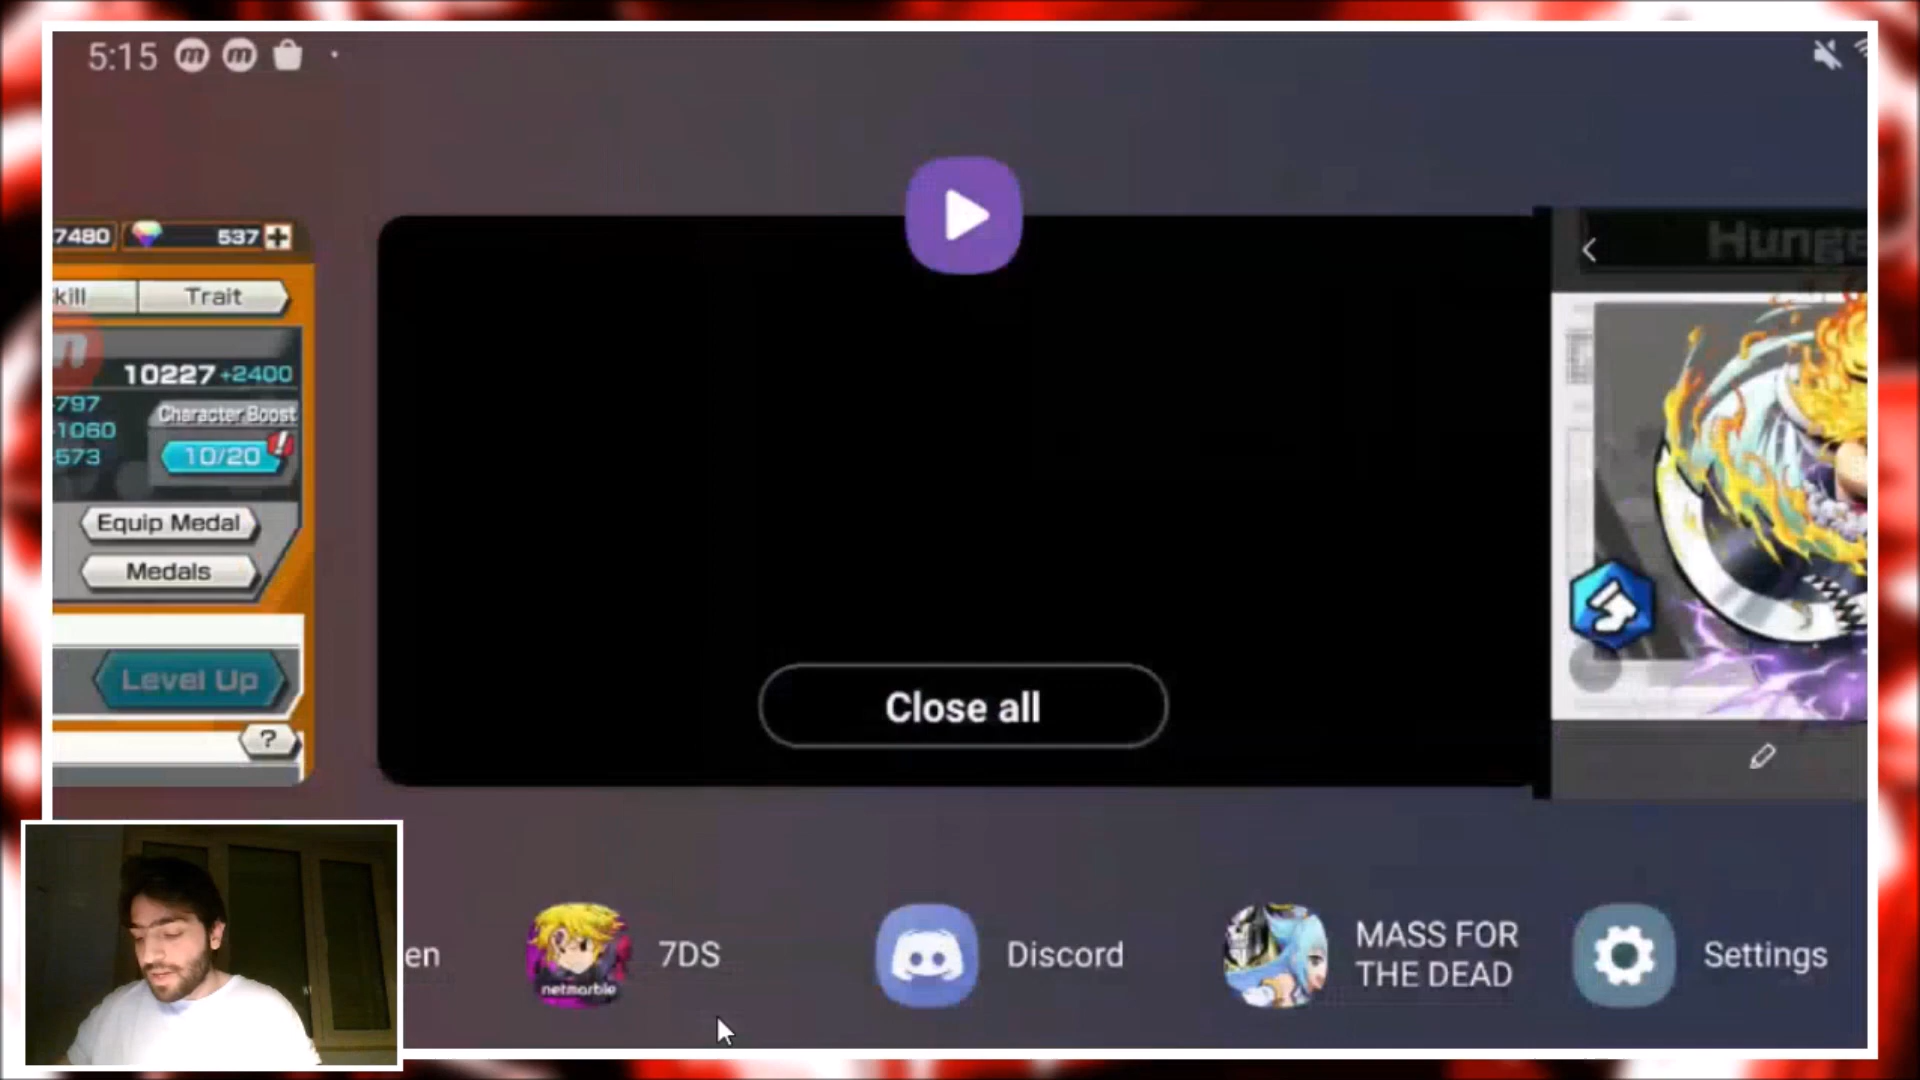 5:15
7480
537
kill
Trait
10227 +2400
797
1060
573
Character Boost
10/20
Equip Medal
Medals
Level Up
?
Close all
Hunge
en
7DS
netmarble
Discord
MASS FOR
THE DEAD
Settings